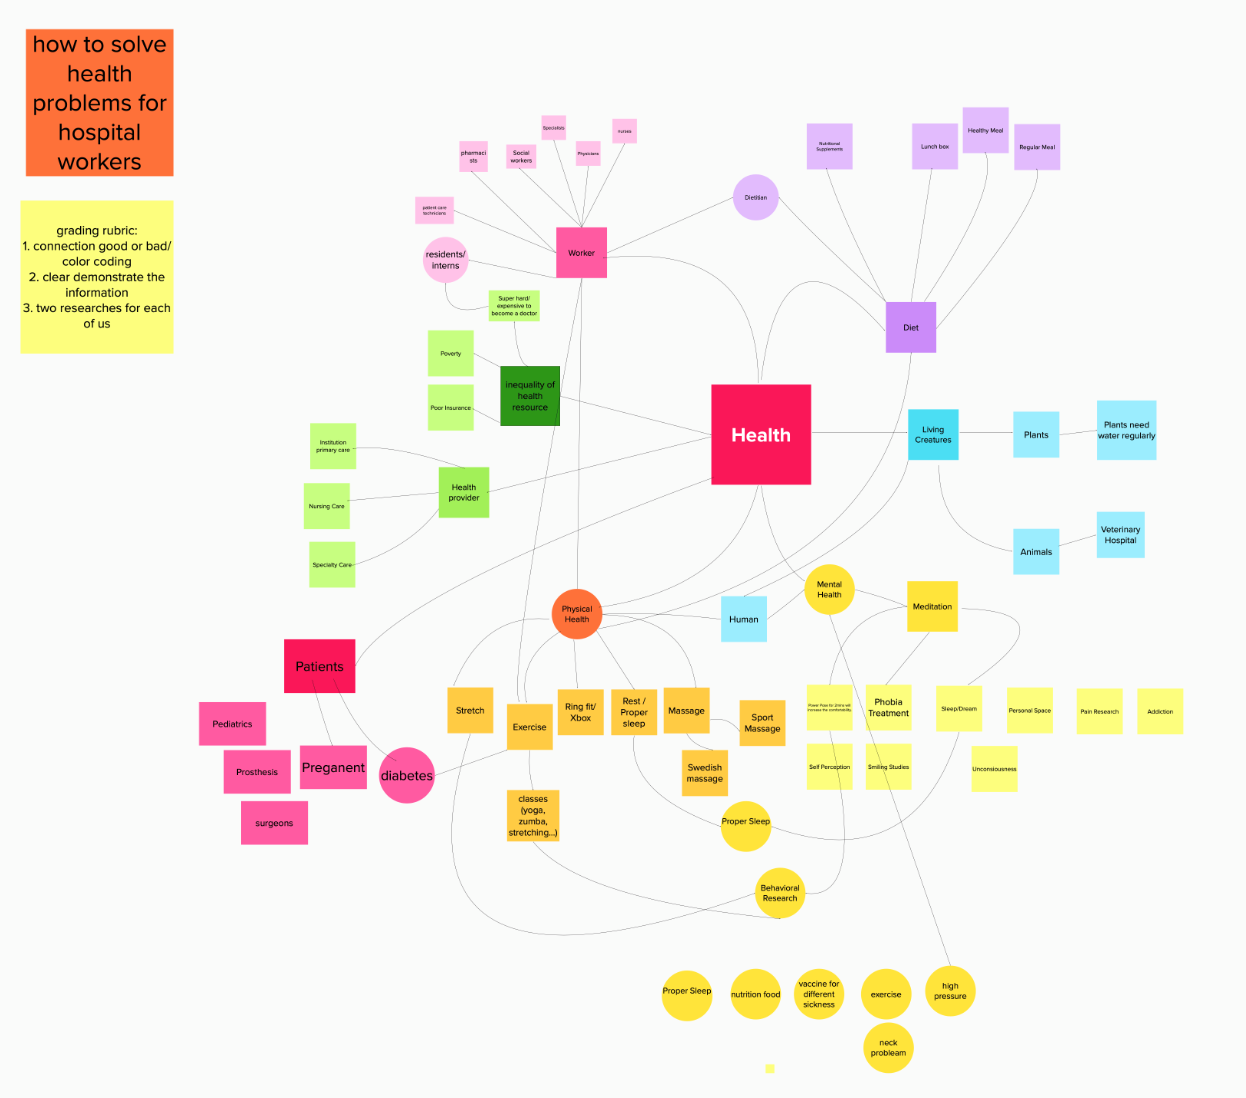 how to solve
health
problems for
hospital
workers
grading rubric:
1. connection good or bad/
color coding
2. clear demonstrate the
information
3. two researches for each
of us
Specialists
nurses
pharmaci
sts
Social
workers
Physicians
patient care
technicians
residents/
interns
Worker
Dietitian
Nutritional
Supplements
Lunch box
Healthy Meal
Regular Meal
Diet
Super hard/
expensive to
become a doctor
Poverty
Poor Insurance
inequality of
health
resource
Institution
primary care
Nursing Care
Specialty Care
Health
provider
Health
Living
Creatures
Plants
Plants need
water regularly
Animals
Veterinary
Hospital
Physical
Health
Human
Mental
Health
Meditation
Patients
Pediatrics
Prosthesis
Preganent
surgeons
diabetes
Stretch
Exercise
Ring fit/
Xbox
Rest /
Proper
sleep
Massage
Sport
Massage
Swedish
massage
classes
(yoga,
zumba,
stretching...)
Phobia
Treatment
Sleep/Dream
Personal Space
Pain Research
Addiction
Self Perception
Smiling Studies
Unconsiousness
Proper Sleep
Behavioral
Research
Proper Sleep
nutrition food
vaccine for
different
sickness
exercise
high
pressure
neck
probleam